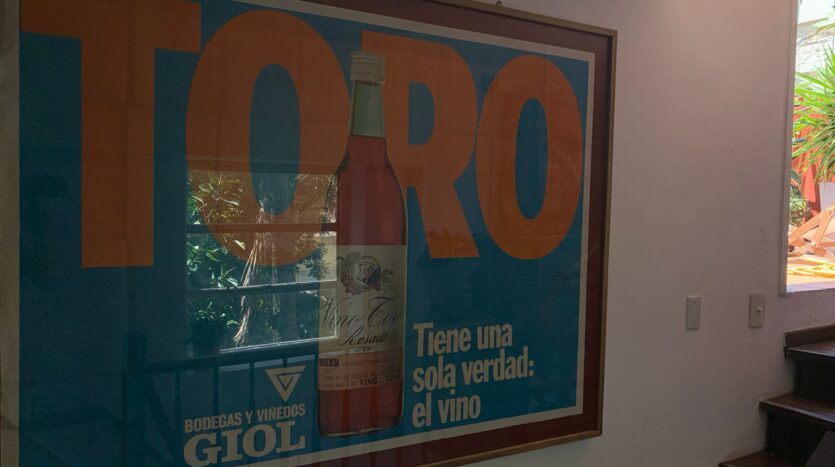 TORO
Vino Toro
Rosado
Tiene una
sola verdad:
el vino
BODEGAS Y VIÑEDOS
GIOL